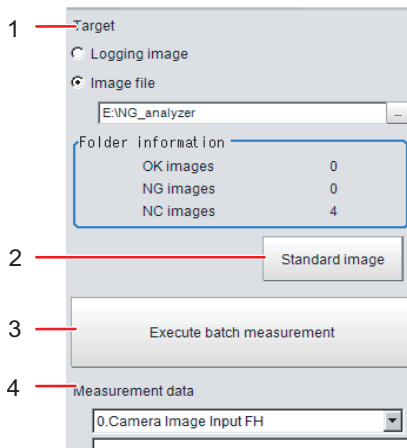 1 Target
Logging image
Image file
E:\NG_analyzer ...
Folder information
OK images 0
NG images 0
NC images 4
2 Standard image
3 Execute batch measurement
4 Measurement data
0.Camera Image Input FH